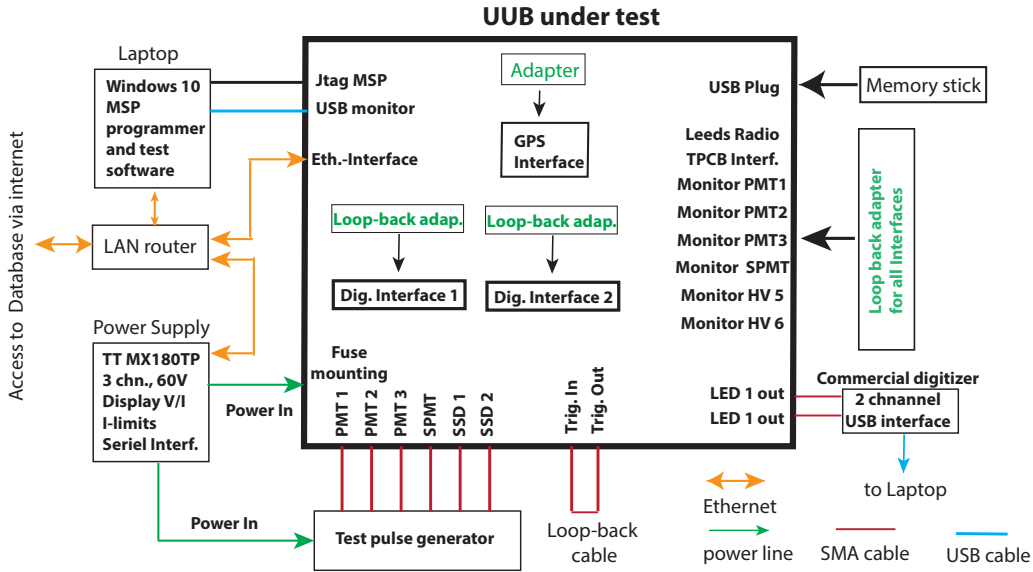 UUB under test
Laptop
Windows 10
MSP
programmer
and test
software
Jtag MSP
USB monitor
Eth.-Interface
Adapter
GPS
Interface
USB Plug
Memory stick
Leeds Radio
TPCB Interf.
Monitor PMT1
Monitor PMT2
Monitor PMT3
Monitor SPMT
Monitor HV 5
Monitor HV 6
Loop back adapter
for all Interfaces
Loop-back adap.
Loop-back adap.
Dig. Interface 1
Dig. Interface 2
LAN router
Access to Database via internet
Power Supply
TT MX180TP
3 chn., 60V
Display V/I
I-limits
Seriel Interf.
Power In
Fuse
mounting
PMT 1
PMT 2
PMT 3
SPMT
SSD 1
SSD 2
Trig. In
Trig. Out
LED 1 out
LED 1 out
Commercial digitizer
2 chnannel
USB interface
to Laptop
Power In
Test pulse generator
Loop-back
cable
Ethernet
power line
SMA cable
USB cable